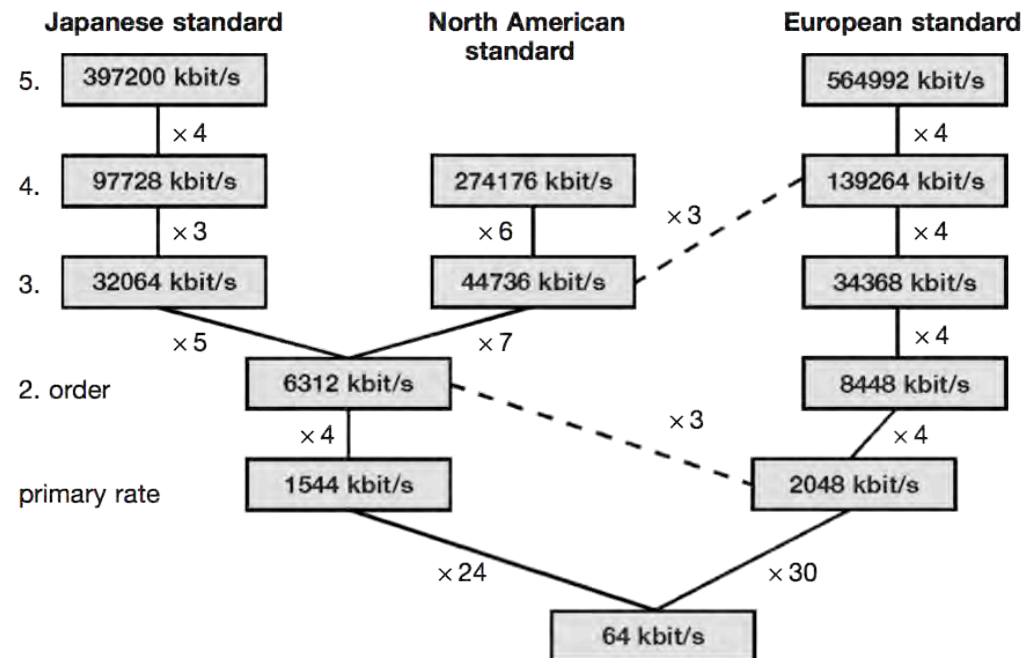 Japanese standard
North American
standard
European standard
5.
397200 kbit/s
564992 kbit/s
× 4
× 4
4.
97728 kbit/s
274176 kbit/s
139264 kbit/s
× 3
× 6
× 3
× 4
3.
32064 kbit/s
44736 kbit/s
34368 kbit/s
× 5
× 7
× 4
2. order
6312 kbit/s
8448 kbit/s
× 4
× 3
× 4
primary rate
1544 kbit/s
2048 kbit/s
× 24
× 30
64 kbit/s